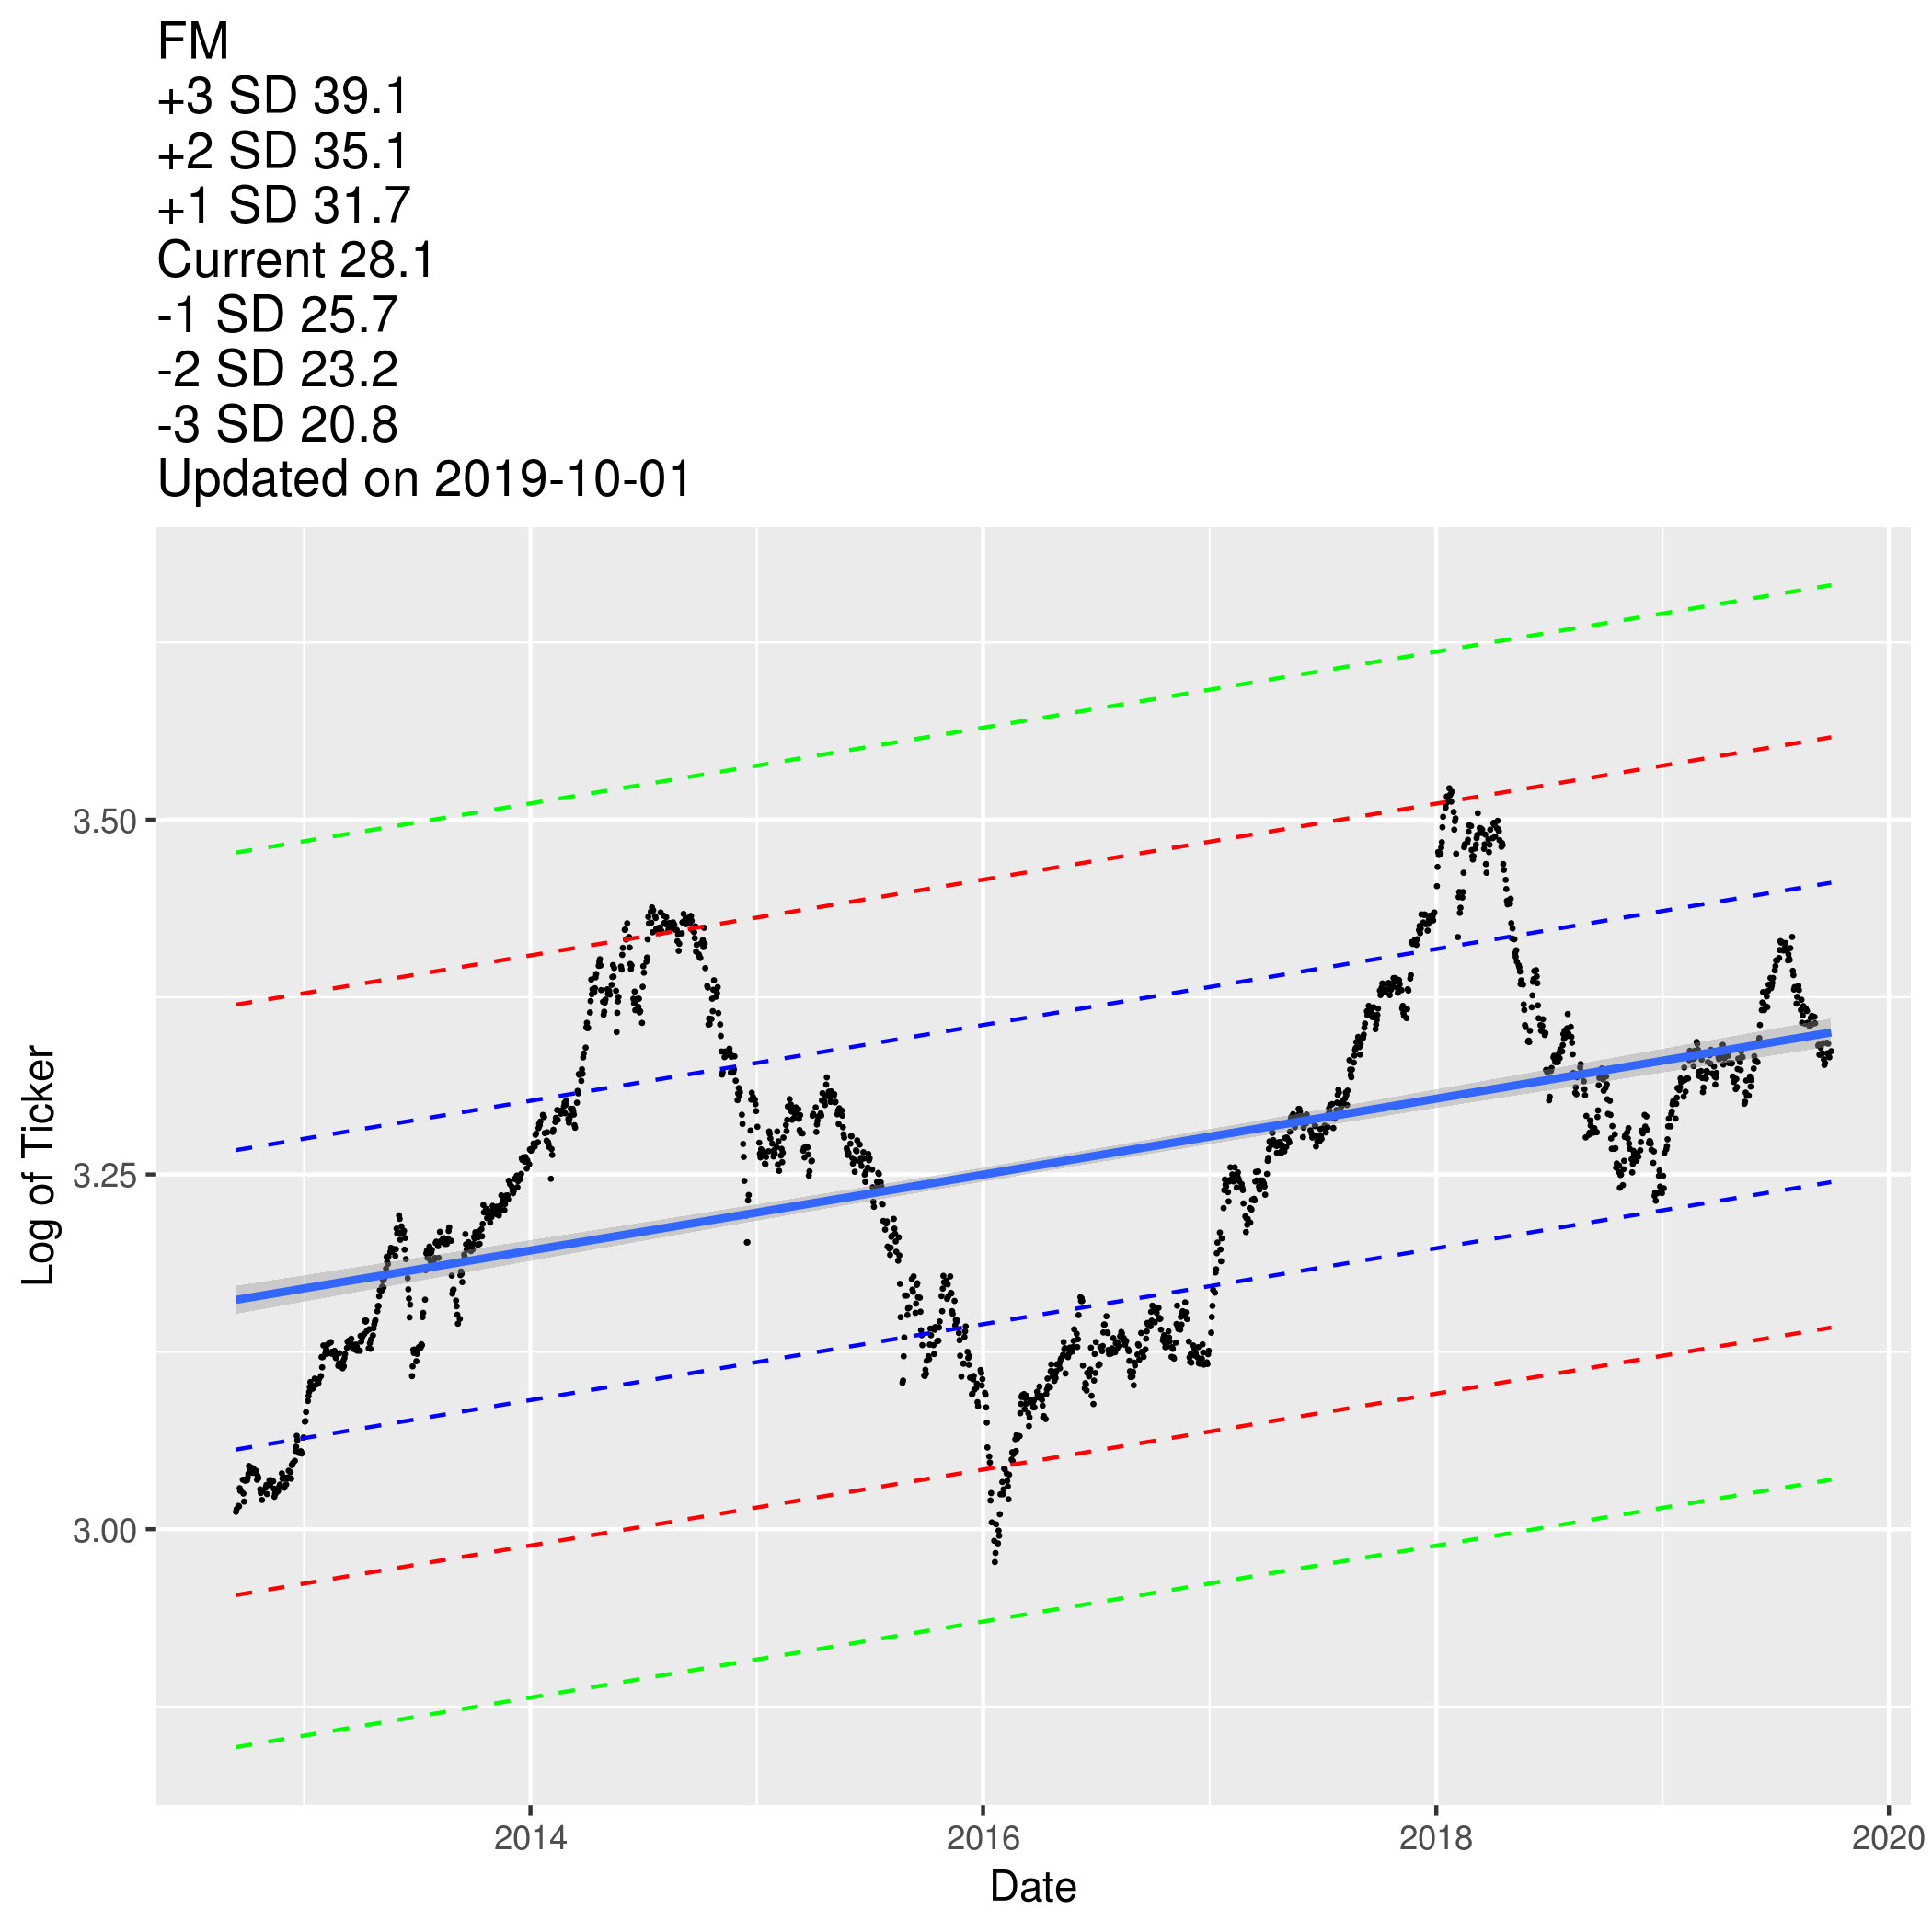 FM
+3 SD 39.1
+2 SD 35.1
+1 SD 31.7
Current 28.1
-1 SD 25.7
-2 SD 23.2
-3 SD 20.8
Updated on 2019-10-01
3.50
3.25
3.00
Log of Ticker
2014
2016
2018
2020
Date